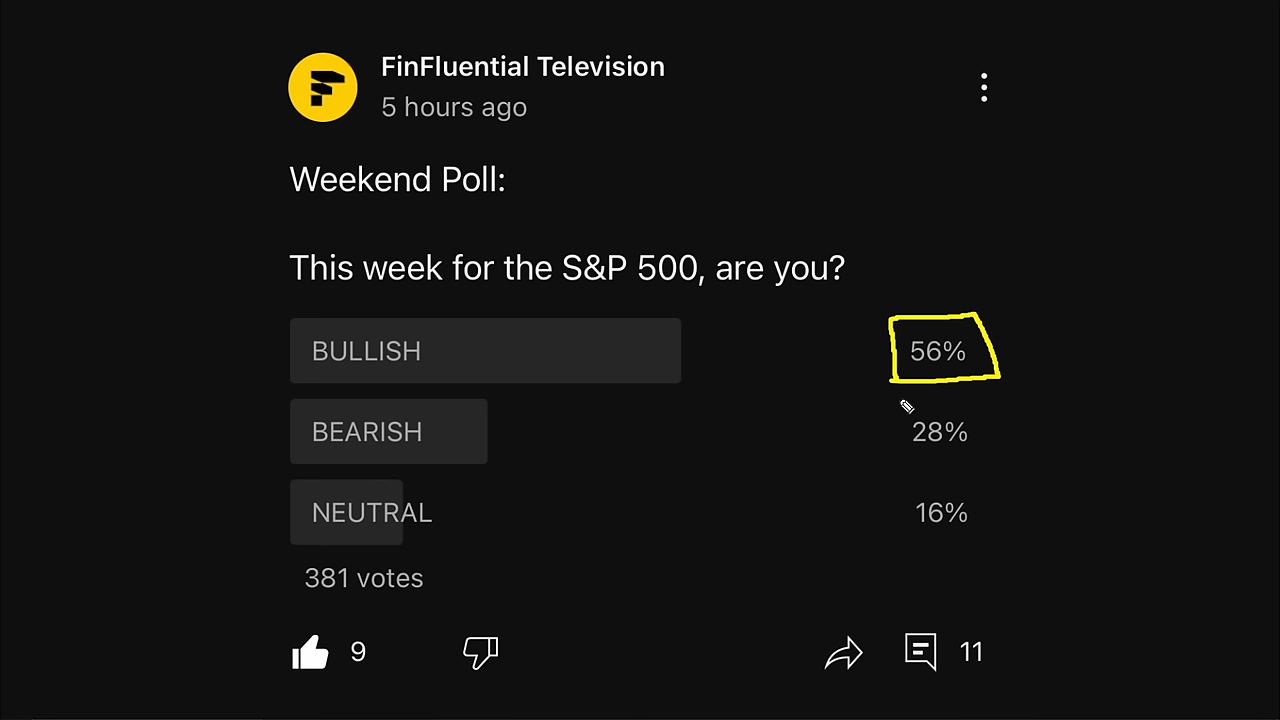 FinFluential Television
5 hours ago
Weekend Poll:
This week for the S&P 500, are you?
BULLISH 56%
BEARISH 28%
NEUTRAL 16%
381 votes
9 11